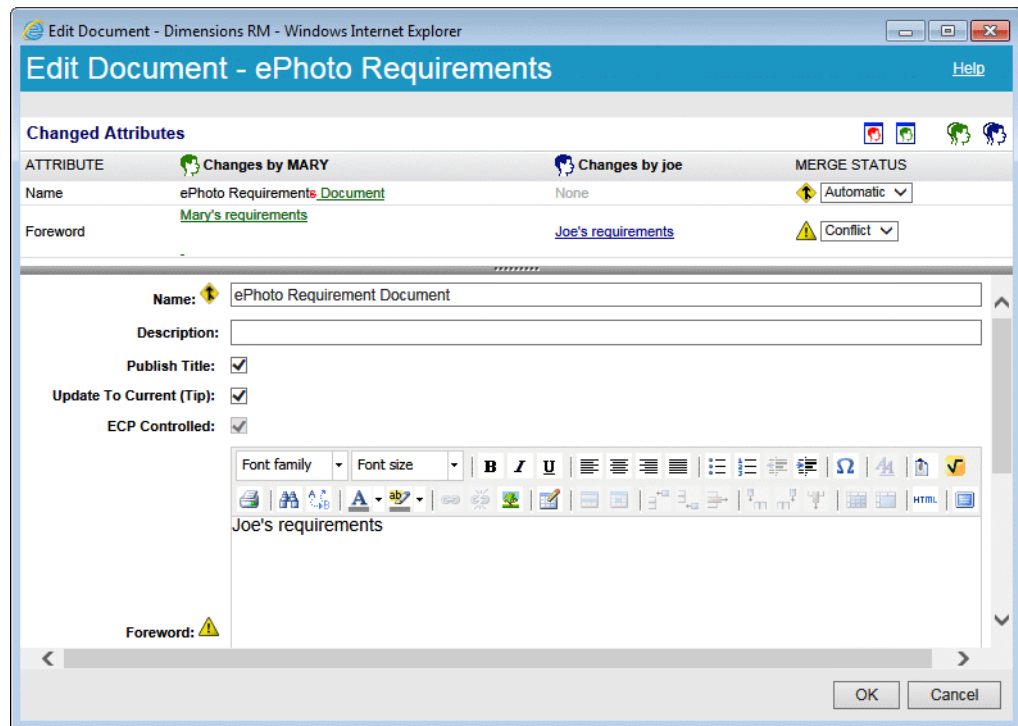 Edit Document - Dimensions RM - Windows Internet Explorer
Edit Document - ePhoto Requirements
Help
Changed Attributes
ATTRIBUTE Changes by MARY Changes by joe MERGE STATUS
Name ePhoto Requirements Document None Automatic
Mary's requirements
Foreword Joe's requirements Conflict
Name: ePhoto Requirement Document
Description:
Publish Title:
Update To Current (Tip):
ECP Controlled:
Font family Font size B I U Ω
A ab HTML
Joe's requirements
Foreword:
OK Cancel